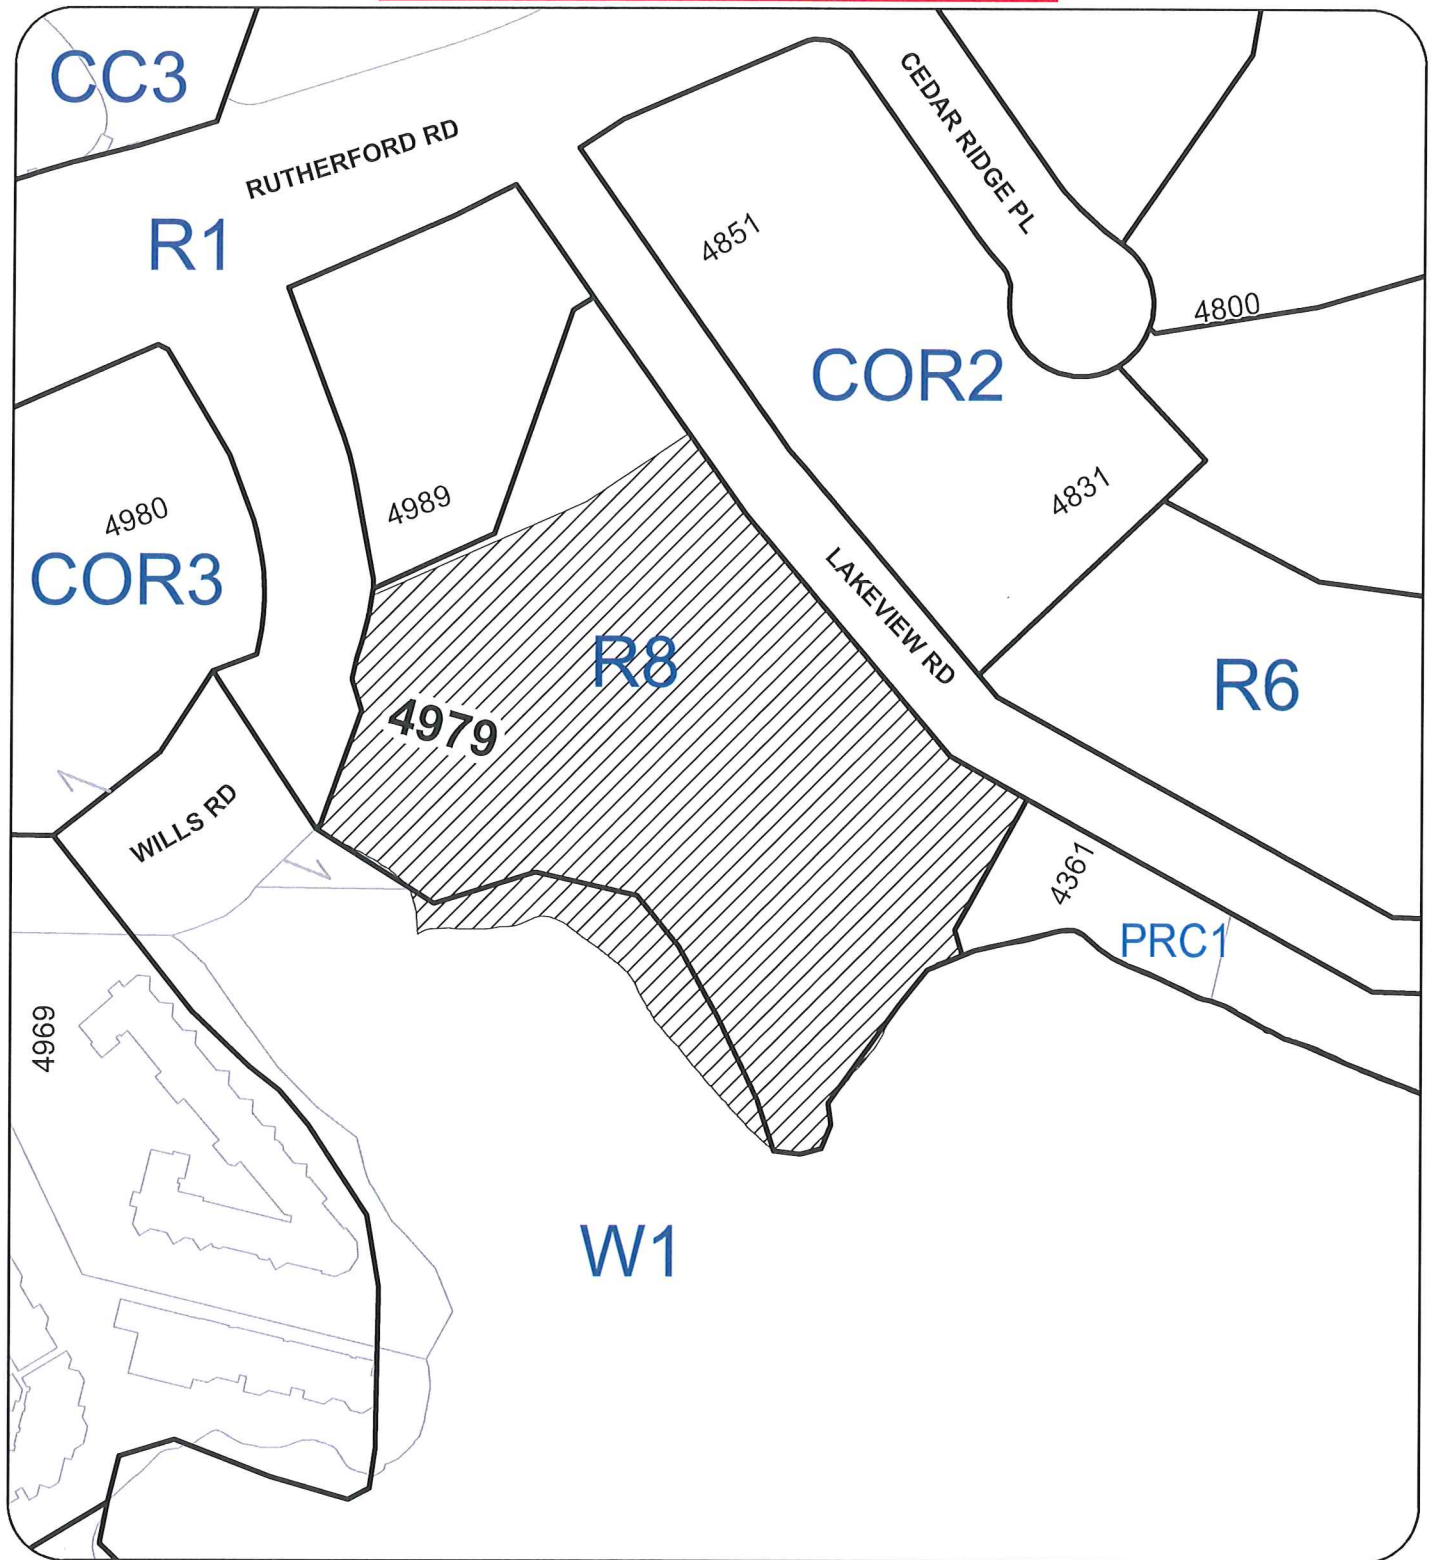 CC3
CEDAR RIDGE PL
RUTHERFORD RD
R1
4851
4800
COR2
4980
4989
4831
COR3
LAKEVIEW RD
R8
R6
4979
WILLS RD
4361
PRC1
4969
W1